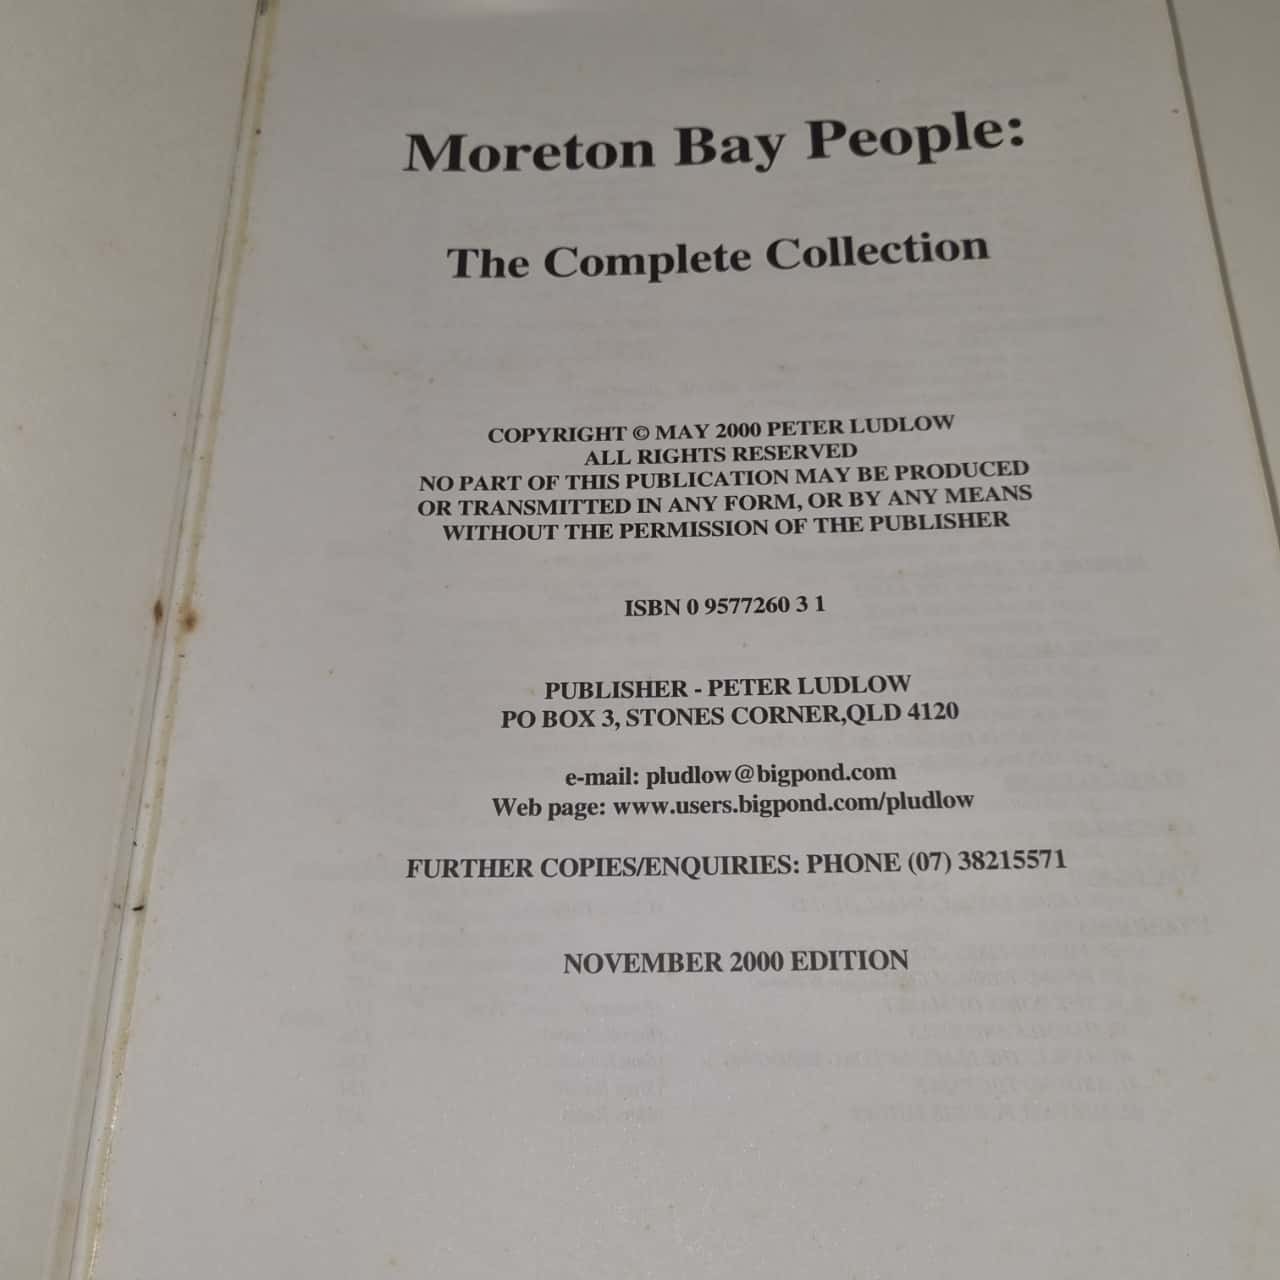 Moreton Bay People:
The Complete Collection
COPYRIGHT © MAY 2000 PETER LUDLOW
ALL RIGHTS RESERVED
NO PART OF THIS PUBLICATION MAY BE PRODUCED
OR TRANSMITTED IN ANY FORM, OR BY ANY MEANS
WITHOUT THE PERMISSION OF THE PUBLISHER
ISBN 0 9577260 3 1
PUBLISHER - PETER LUDLOW
PO BOX 3, STONES CORNER,QLD 4120
e-mail: pludlow@bigpond.com
Web page: www.users.bigpond.com/pludlow
FURTHER COPIES/ENQUIRIES: PHONE (07) 38215571
NOVEMBER 2000 EDITION